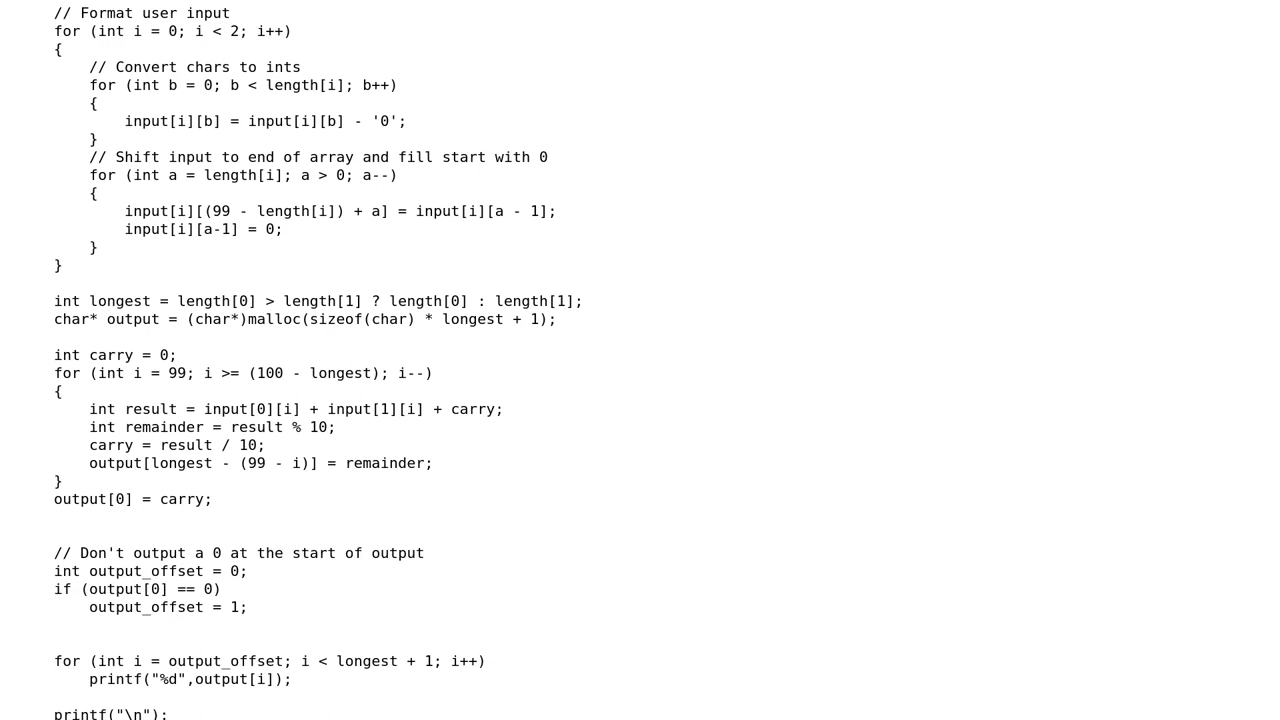 // Format user input
for (int i = 0; i < 2; i++)
{
    // Convert chars to ints
    for (int b = 0; b < length[i]; b++)
    {
        input[i][b] = input[i][b] - '0';
    }
    // Shift input to end of array and fill start with 0
    for (int a = length[i]; a > 0; a--)
    {
        input[i][(99 - length[i]) + a] = input[i][a - 1];
        input[i][a-1] = 0;
    }
}

int longest = length[0] > length[1] ? length[0] : length[1];
char* output = (char*)malloc(sizeof(char) * longest + 1);

int carry = 0;
for (int i = 99; i >= (100 - longest); i--)
{
    int result = input[0][i] + input[1][i] + carry;
    int remainder = result % 10;
    carry = result / 10;
    output[longest - (99 - i)] = remainder;
}
output[0] = carry;


// Don't output a 0 at the start of output
int output_offset = 0;
if (output[0] == 0)
    output_offset = 1;


for (int i = output_offset; i < longest + 1; i++)
    printf("%d",output[i]);

printf("\n");